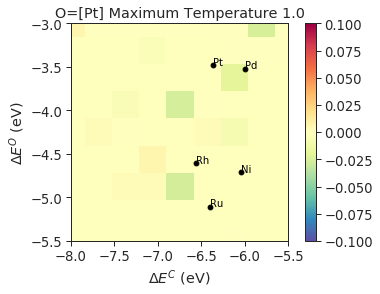 O=[Pt] Maximum Temperature 1.0
−3.0
−3.5
−4.0
−4.5
−5.0
−5.5
ΔE^O (eV)
Pt
Pd
Rh
Ni
Ru
−8.0 −7.5 −7.0 −6.5 −6.0 −5.5
ΔE^C (eV)
0.100
0.075
0.050
0.025
0.000
−0.025
−0.050
−0.075
−0.100